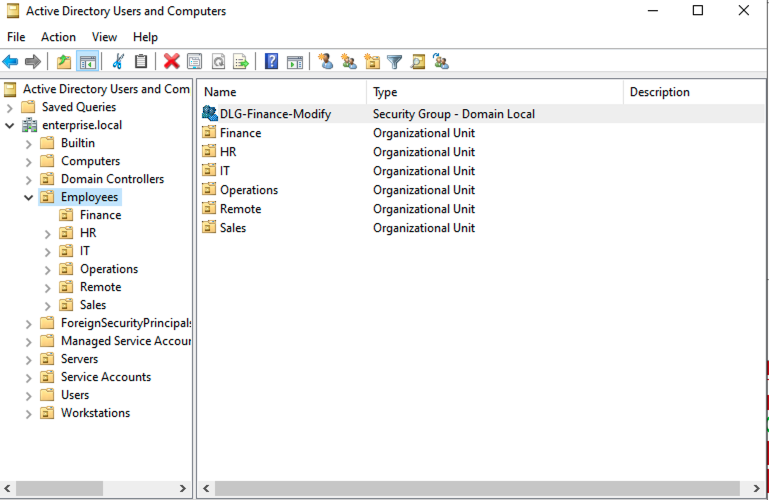 Active Directory Users and Computers
File Action View Help
Active Directory Users and Com
Saved Queries
enterprise.local
Builtin
Computers
Domain Controllers
Employees
Finance
HR
IT
Operations
Remote
Sales
ForeignSecurityPrincipals
Managed Service Accour
Servers
Service Accounts
Users
Workstations
Name Type Description
DLG-Finance-Modify Security Group - Domain Local
Finance Organizational Unit
HR Organizational Unit
IT Organizational Unit
Operations Organizational Unit
Remote Organizational Unit
Sales Organizational Unit